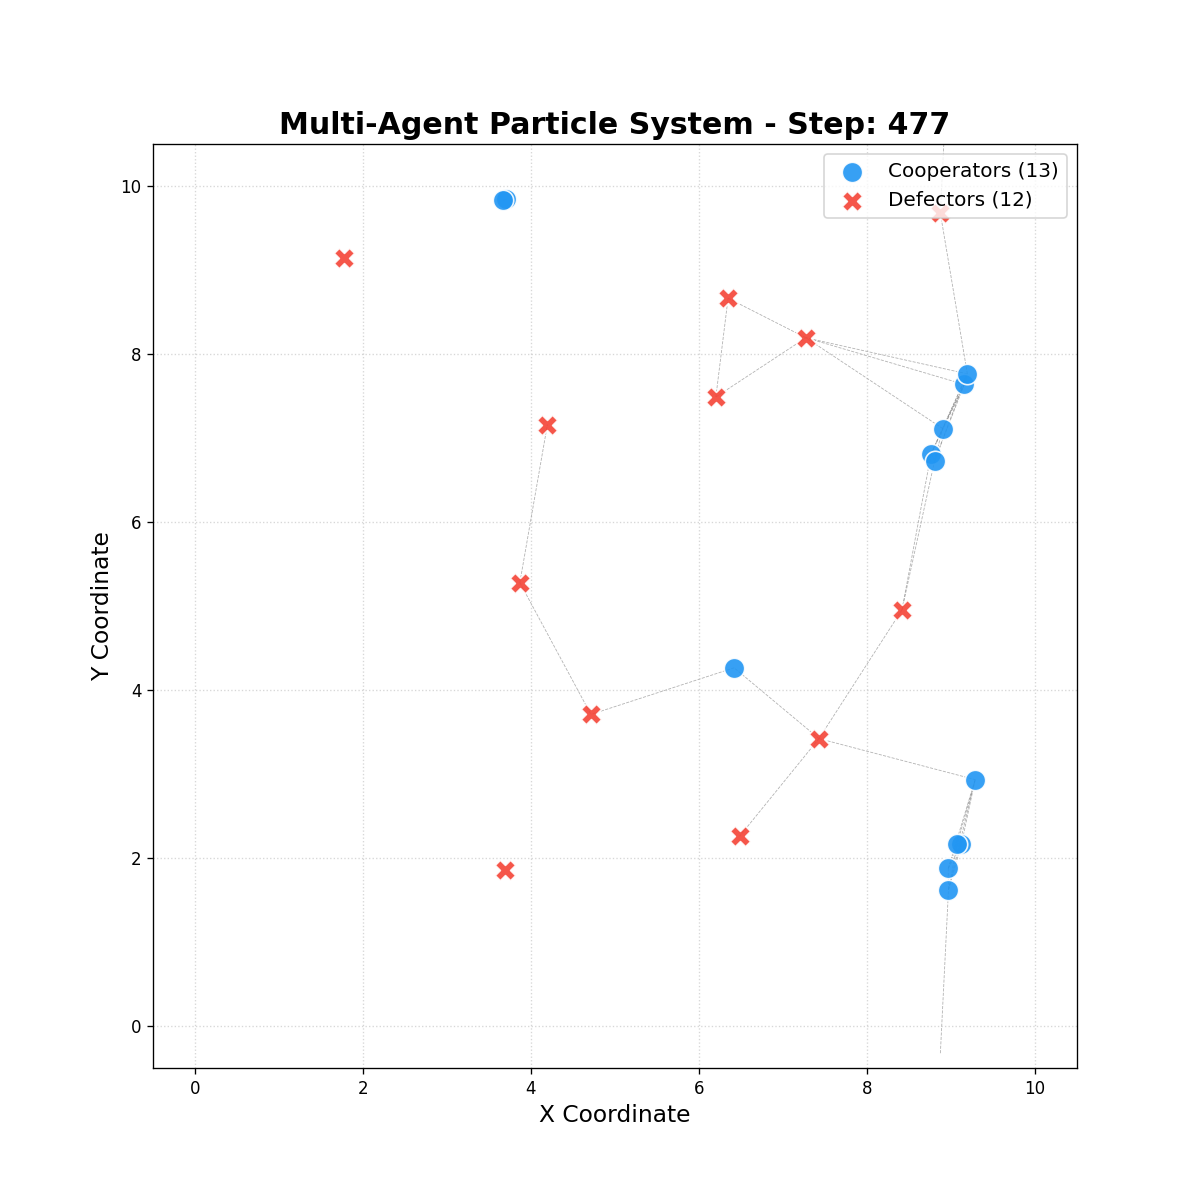 Multi-Agent Particle System - Step: 477
Cooperators (13)
Defectors (12)
10
8
6
4
2
0
Y Coordinate
0 2 4 6 8 10
X Coordinate